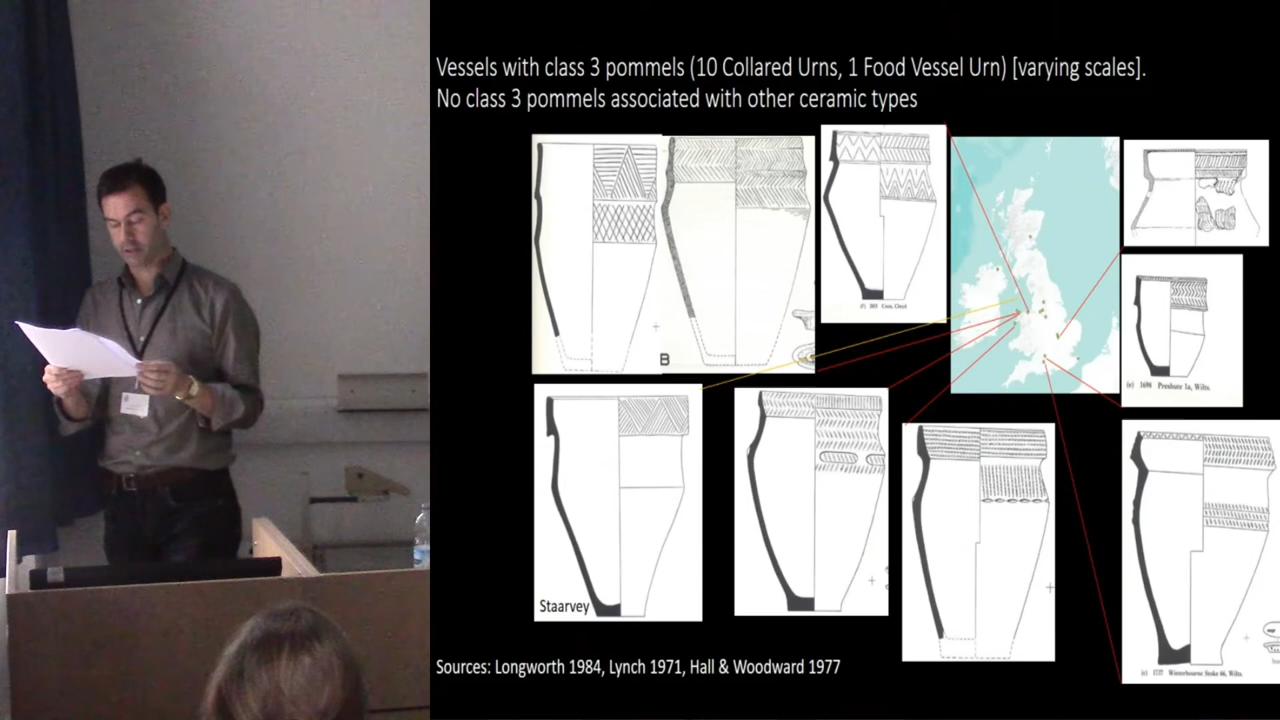 Vessels with class 3 pommels (10 Collared Urns, 1 Food Vessel Urn) [varying scales].
No class 3 pommels associated with other ceramic types
B
(e) 1694 Preshute 1a, Wilts.
Staarvey
Winterbourne Stoke 66, Wilts.
Sources: Longworth 1984, Lynch 1971, Hall & Woodward 1977